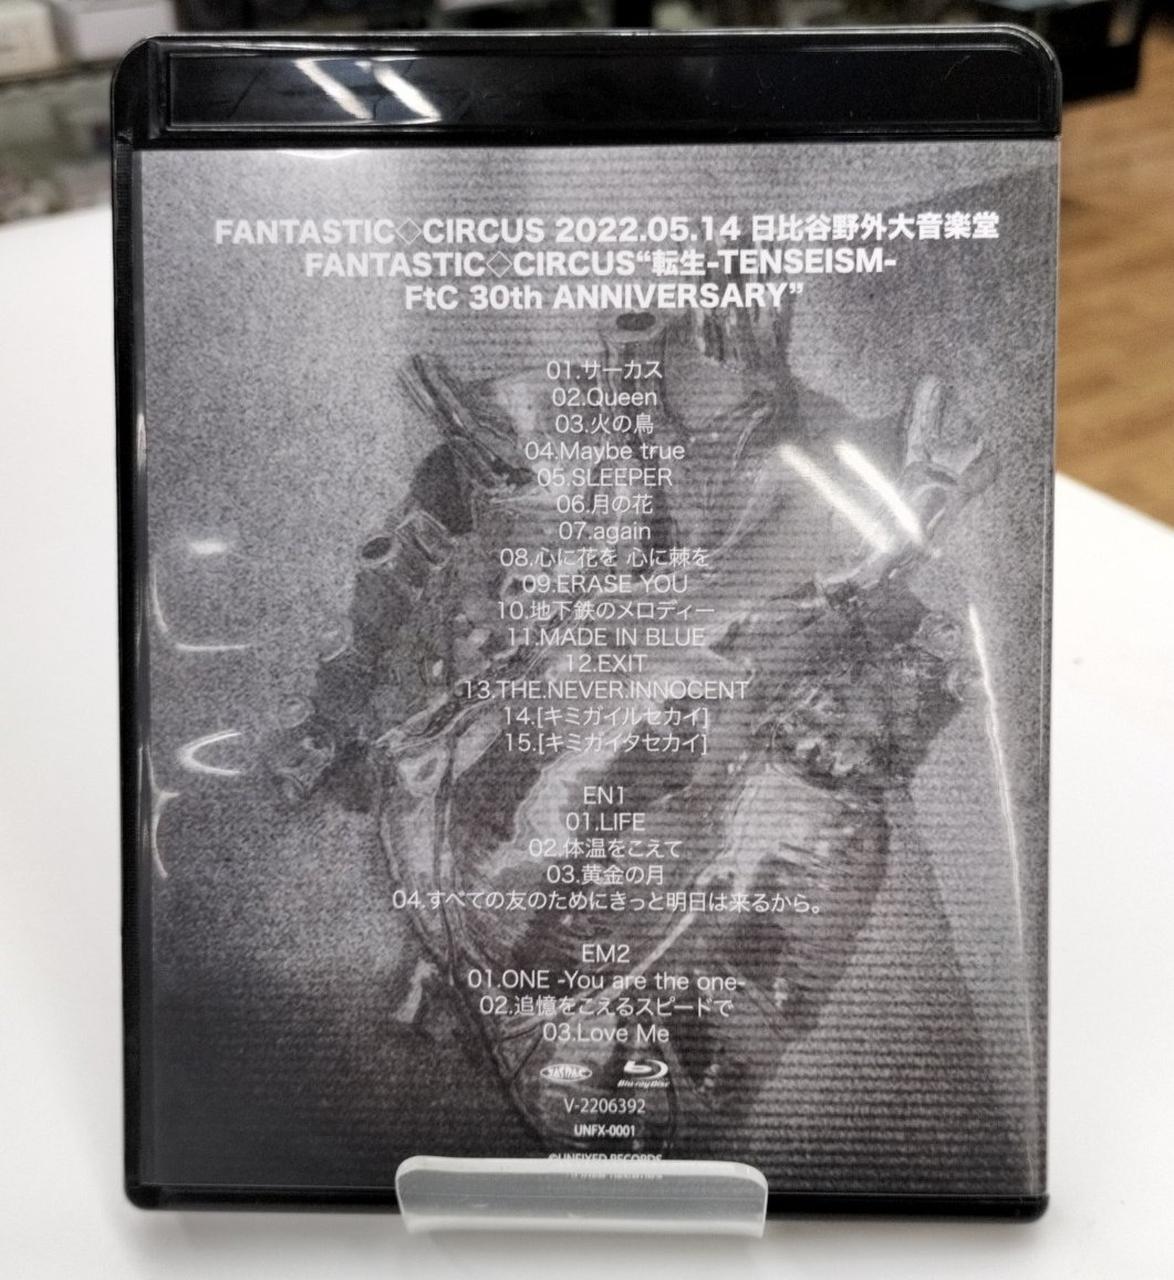 FANTASTIC◇CIRCUS 2022.05.14 日比谷野外大音楽堂
FANTASTIC◇CIRCUS“転生-TENSEISM-
FtC 30th ANNIVERSARY”
01.サーカス
02.Queen
03.火の鳥
04.Maybe true
05.SLEEPER
06.月の花
07.again
08.心に花を 心に棘を
09.ERASE YOU
10.地下鉄のメロディー
11.MADE IN BLUE
12.EXIT
13.THE.NEVER.INNOCENT
14.[キミガイルセカイ]
15.[キミガイタセカイ]
EN1
01.LIFE
02.体温をこえて
03.黄金の月
04.すべての友のためにきっと明日は来るから。
EM2
01.ONE -You are the one-
02.追憶をこえるスピードで
03.Love Me
JASRAC
Blu-ray Disc
V-2206392
UNFX-0001
©UNFIXED RECORDS